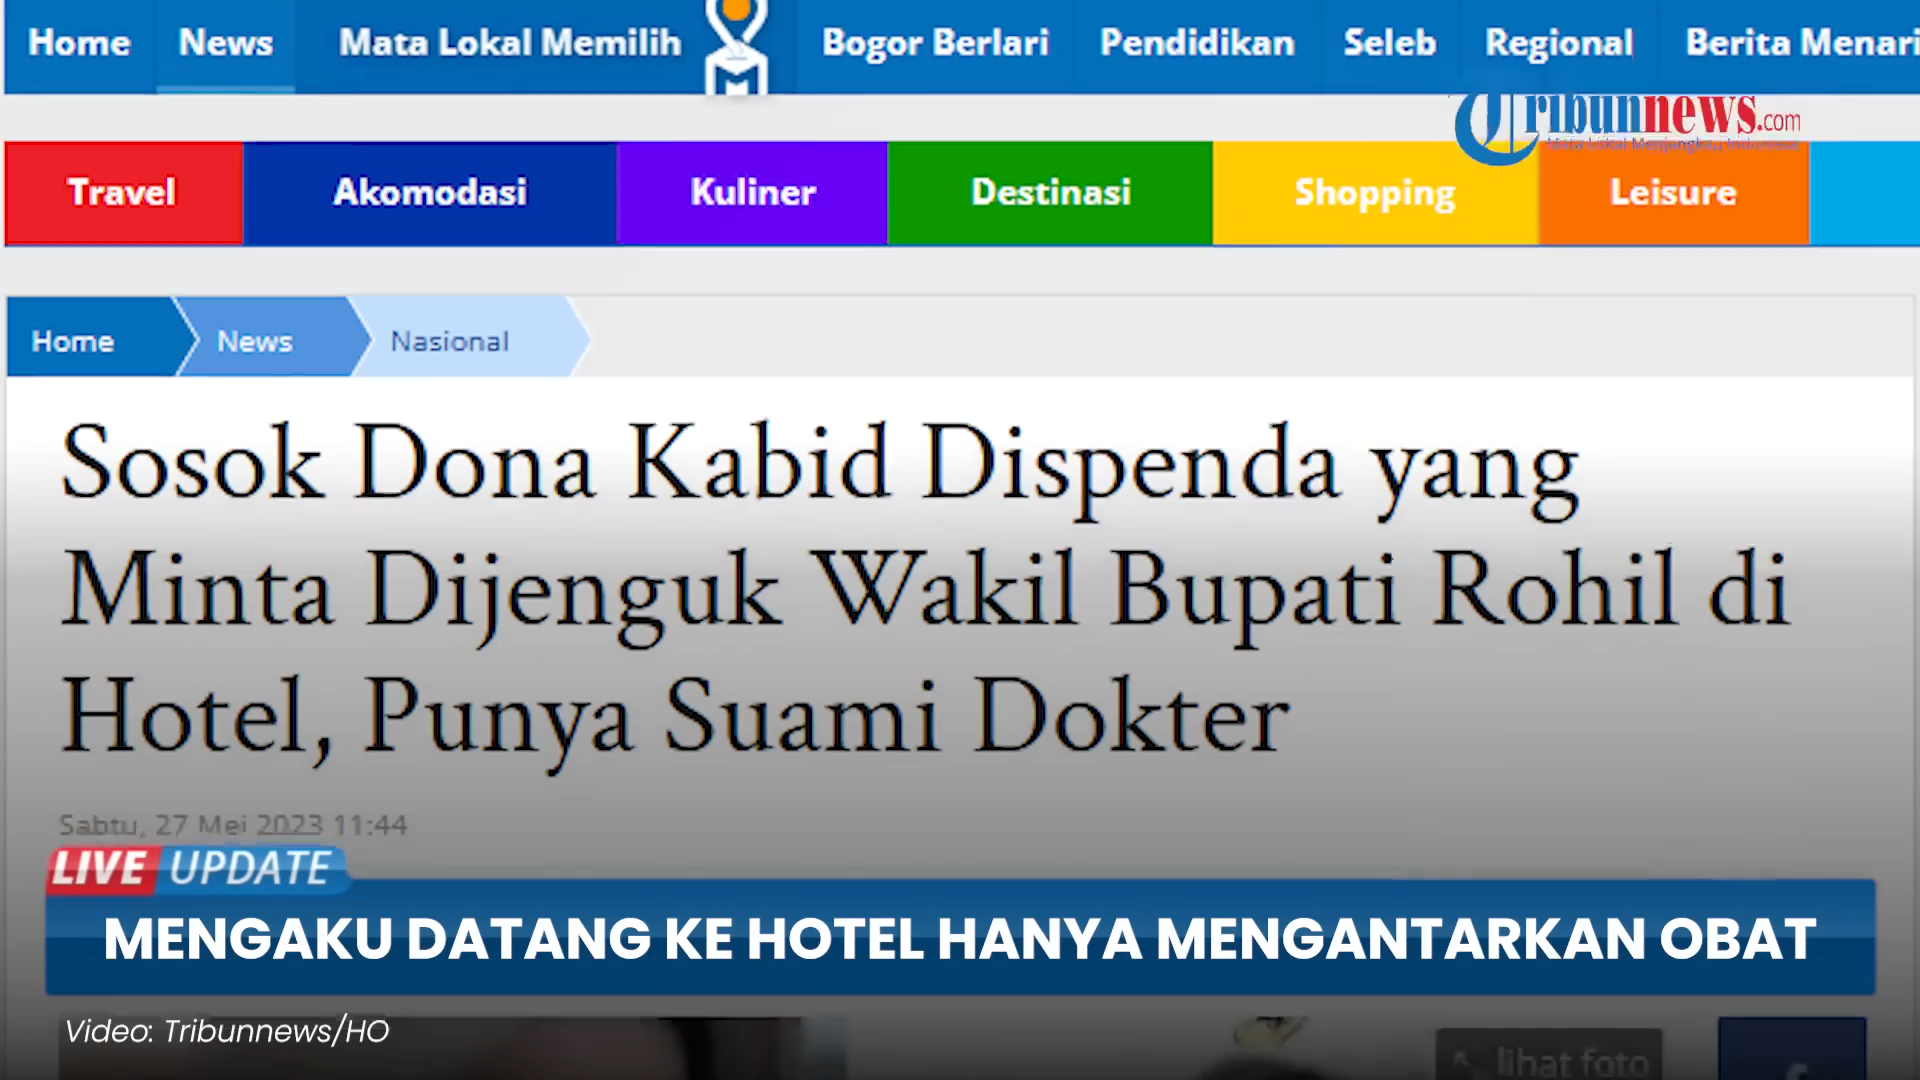 Home News Mata Lokal Memilih Bogor Berlari Pendidikan Seleb Regional Berita Menari
Tribunnews.com
Travel Akomodasi Kuliner Destinasi Shopping Leisure
Home News Nasional
Sosok Dona Kabid Dispenda yang
Minta Dijenguk Wakil Bupati Rohil di
Hotel, Punya Suami Dokter
Sabtu, 27 Mei 2023 11:44
LIVE UPDATE
MENGAKU DATANG KE HOTEL HANYA MENGANTARKAN OBAT
Video: Tribunnews/HO
lihat foto